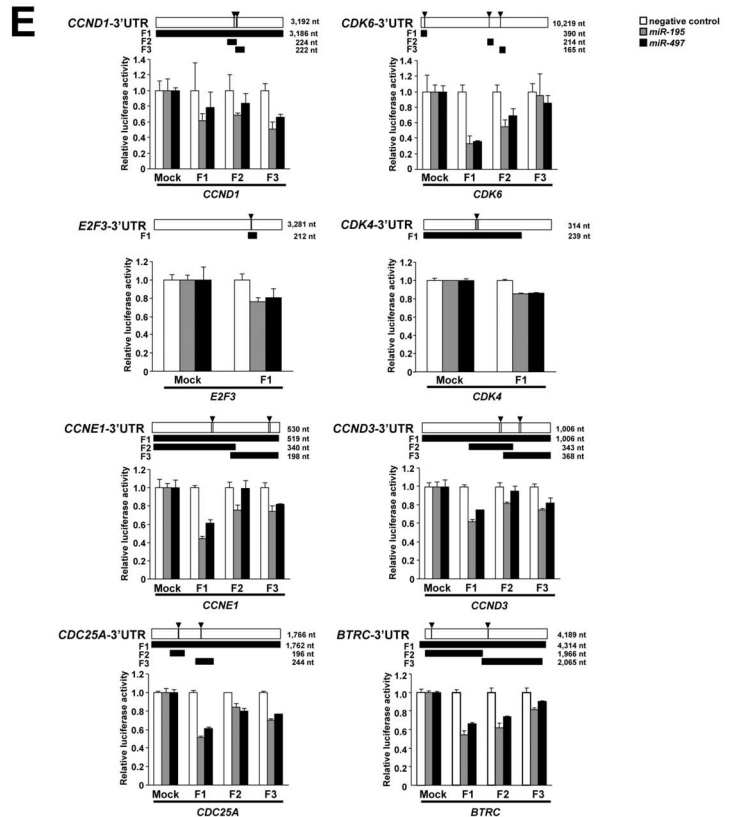 E
negative control
miR-195
miR-497
CCND1-3'UTR
3,192 nt
F1
3,186 nt
F2
224 nt
F3
222 nt
Relative luciferase activity
1.4
1.2
1.0
0.8
0.6
0.4
0.2
0
Mock F1 F2 F3
CCND1
CDK6-3'UTR
10,219 nt
F1
390 nt
F2
214 nt
F3
165 nt
Relative luciferase activity
1.4
1.2
1.0
0.8
0.6
0.4
0.2
0
Mock F1 F2 F3
CDK6
E2F3-3'UTR
3,281 nt
F1
212 nt
Relative luciferase activity
1.2
1.0
0.8
0.6
0.4
0.2
0
Mock F1
E2F3
CDK4-3'UTR
314 nt
F1
239 nt
Relative luciferase activity
1.2
1.0
0.8
0.6
0.4
0.2
0
Mock F1
CDK4
CCNE1-3'UTR
530 nt
F1
519 nt
F2
340 nt
F3
198 nt
Relative luciferase activity
1.2
1.0
0.8
0.6
0.4
0.2
0
Mock F1 F2 F3
CCNE1
CCND3-3'UTR
1,006 nt
F1
1,006 nt
F2
343 nt
F3
368 nt
Relative luciferase activity
1.2
1.0
0.8
0.6
0.4
0.2
0
Mock F1 F2 F3
CCND3
CDC25A-3'UTR
1,766 nt
F1
1,762 nt
F2
196 nt
F3
244 nt
Relative luciferase activity
1.2
1.0
0.8
0.6
0.4
0.2
0
Mock F1 F2 F3
CDC25A
BTRC-3'UTR
4,189 nt
F1
4,314 nt
F2
1,966 nt
F3
2,065 nt
Relative luciferase activity
1.2
1.0
0.8
0.6
0.4
0.2
0
Mock F1 F2 F3
BTRC